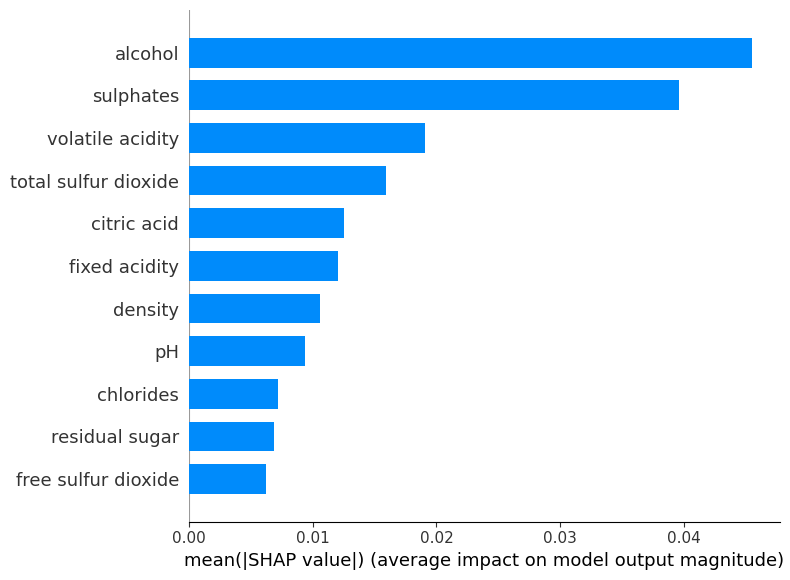 alcohol
sulphates
volatile acidity
total sulfur dioxide
citric acid
fixed acidity
density
pH
chlorides
residual sugar
free sulfur dioxide
0.00 0.01 0.02 0.03 0.04
mean(|SHAP value|) (average impact on model output magnitude)